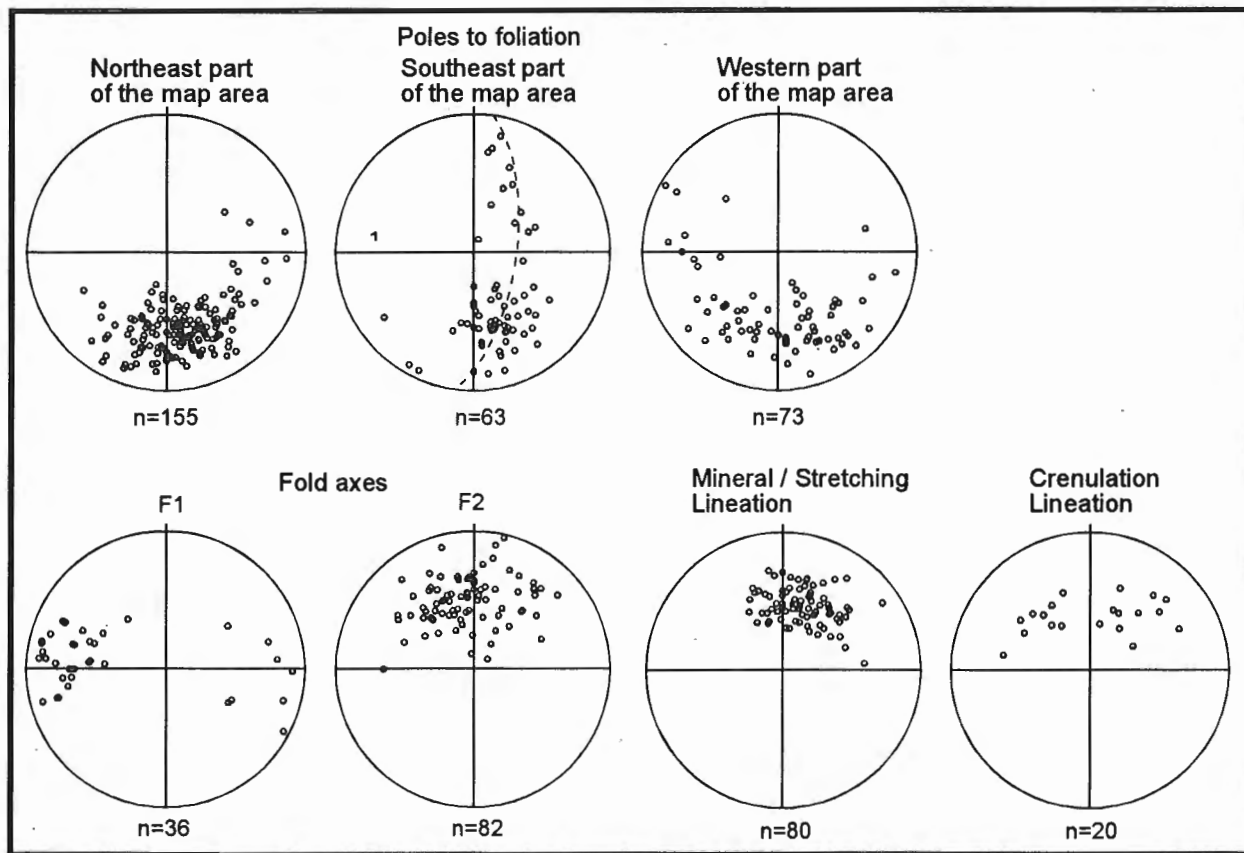 Poles to foliation
Northeast part
of the map area
Southeast part
of the map area
Western part
of the map area
1
n=155
n=63
n=73
Fold axes
F1
F2
Mineral / Stretching
Lineation
Crenulation
Lineation
n=36
n=82
n=80
n=20